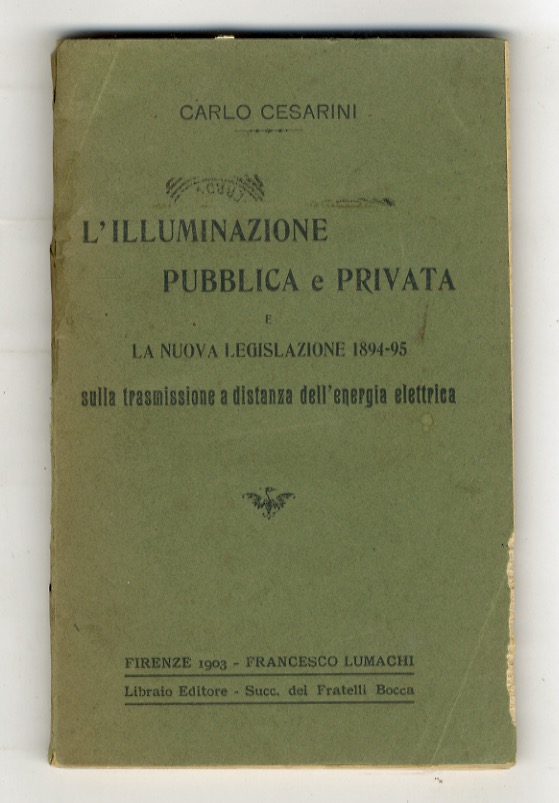 CARLO CESARINI
L'ILLUMINAZIONE
PUBBLICA e PRIVATA
E
LA NUOVA LEGISLAZIONE 1894-95
sulla trasmissione a distanza dell'energia elettrica
FIRENZE 1903 - FRANCESCO LUMACHI
Libraio Editore - Succ. dei Fratelli Bocca